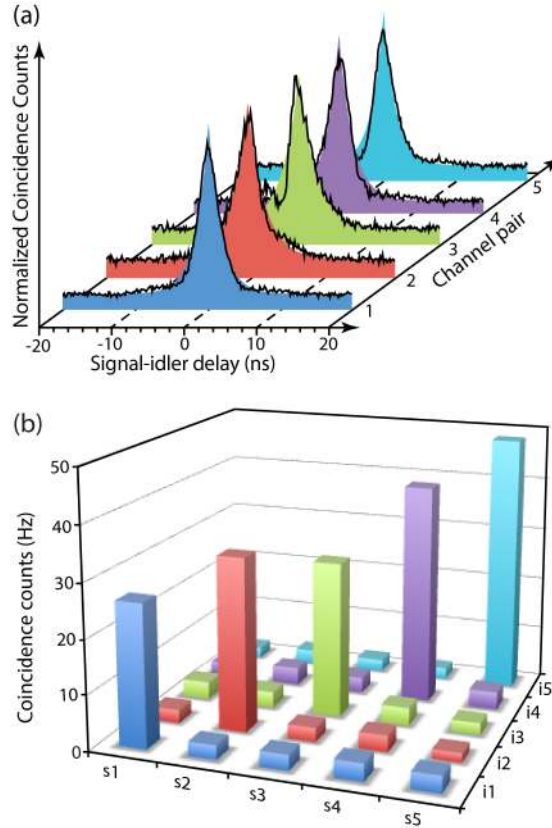 (a)
Normalized Coincidence Counts
-20 -10 0 10 20
Signal-idler delay (ns)
1 2 3 4 5
Channel pair
(b)
Coincidence counts (Hz)
50
40
30
20
10
0
s1 s2 s3 s4 s5
i1 i2 i3 i4 i5